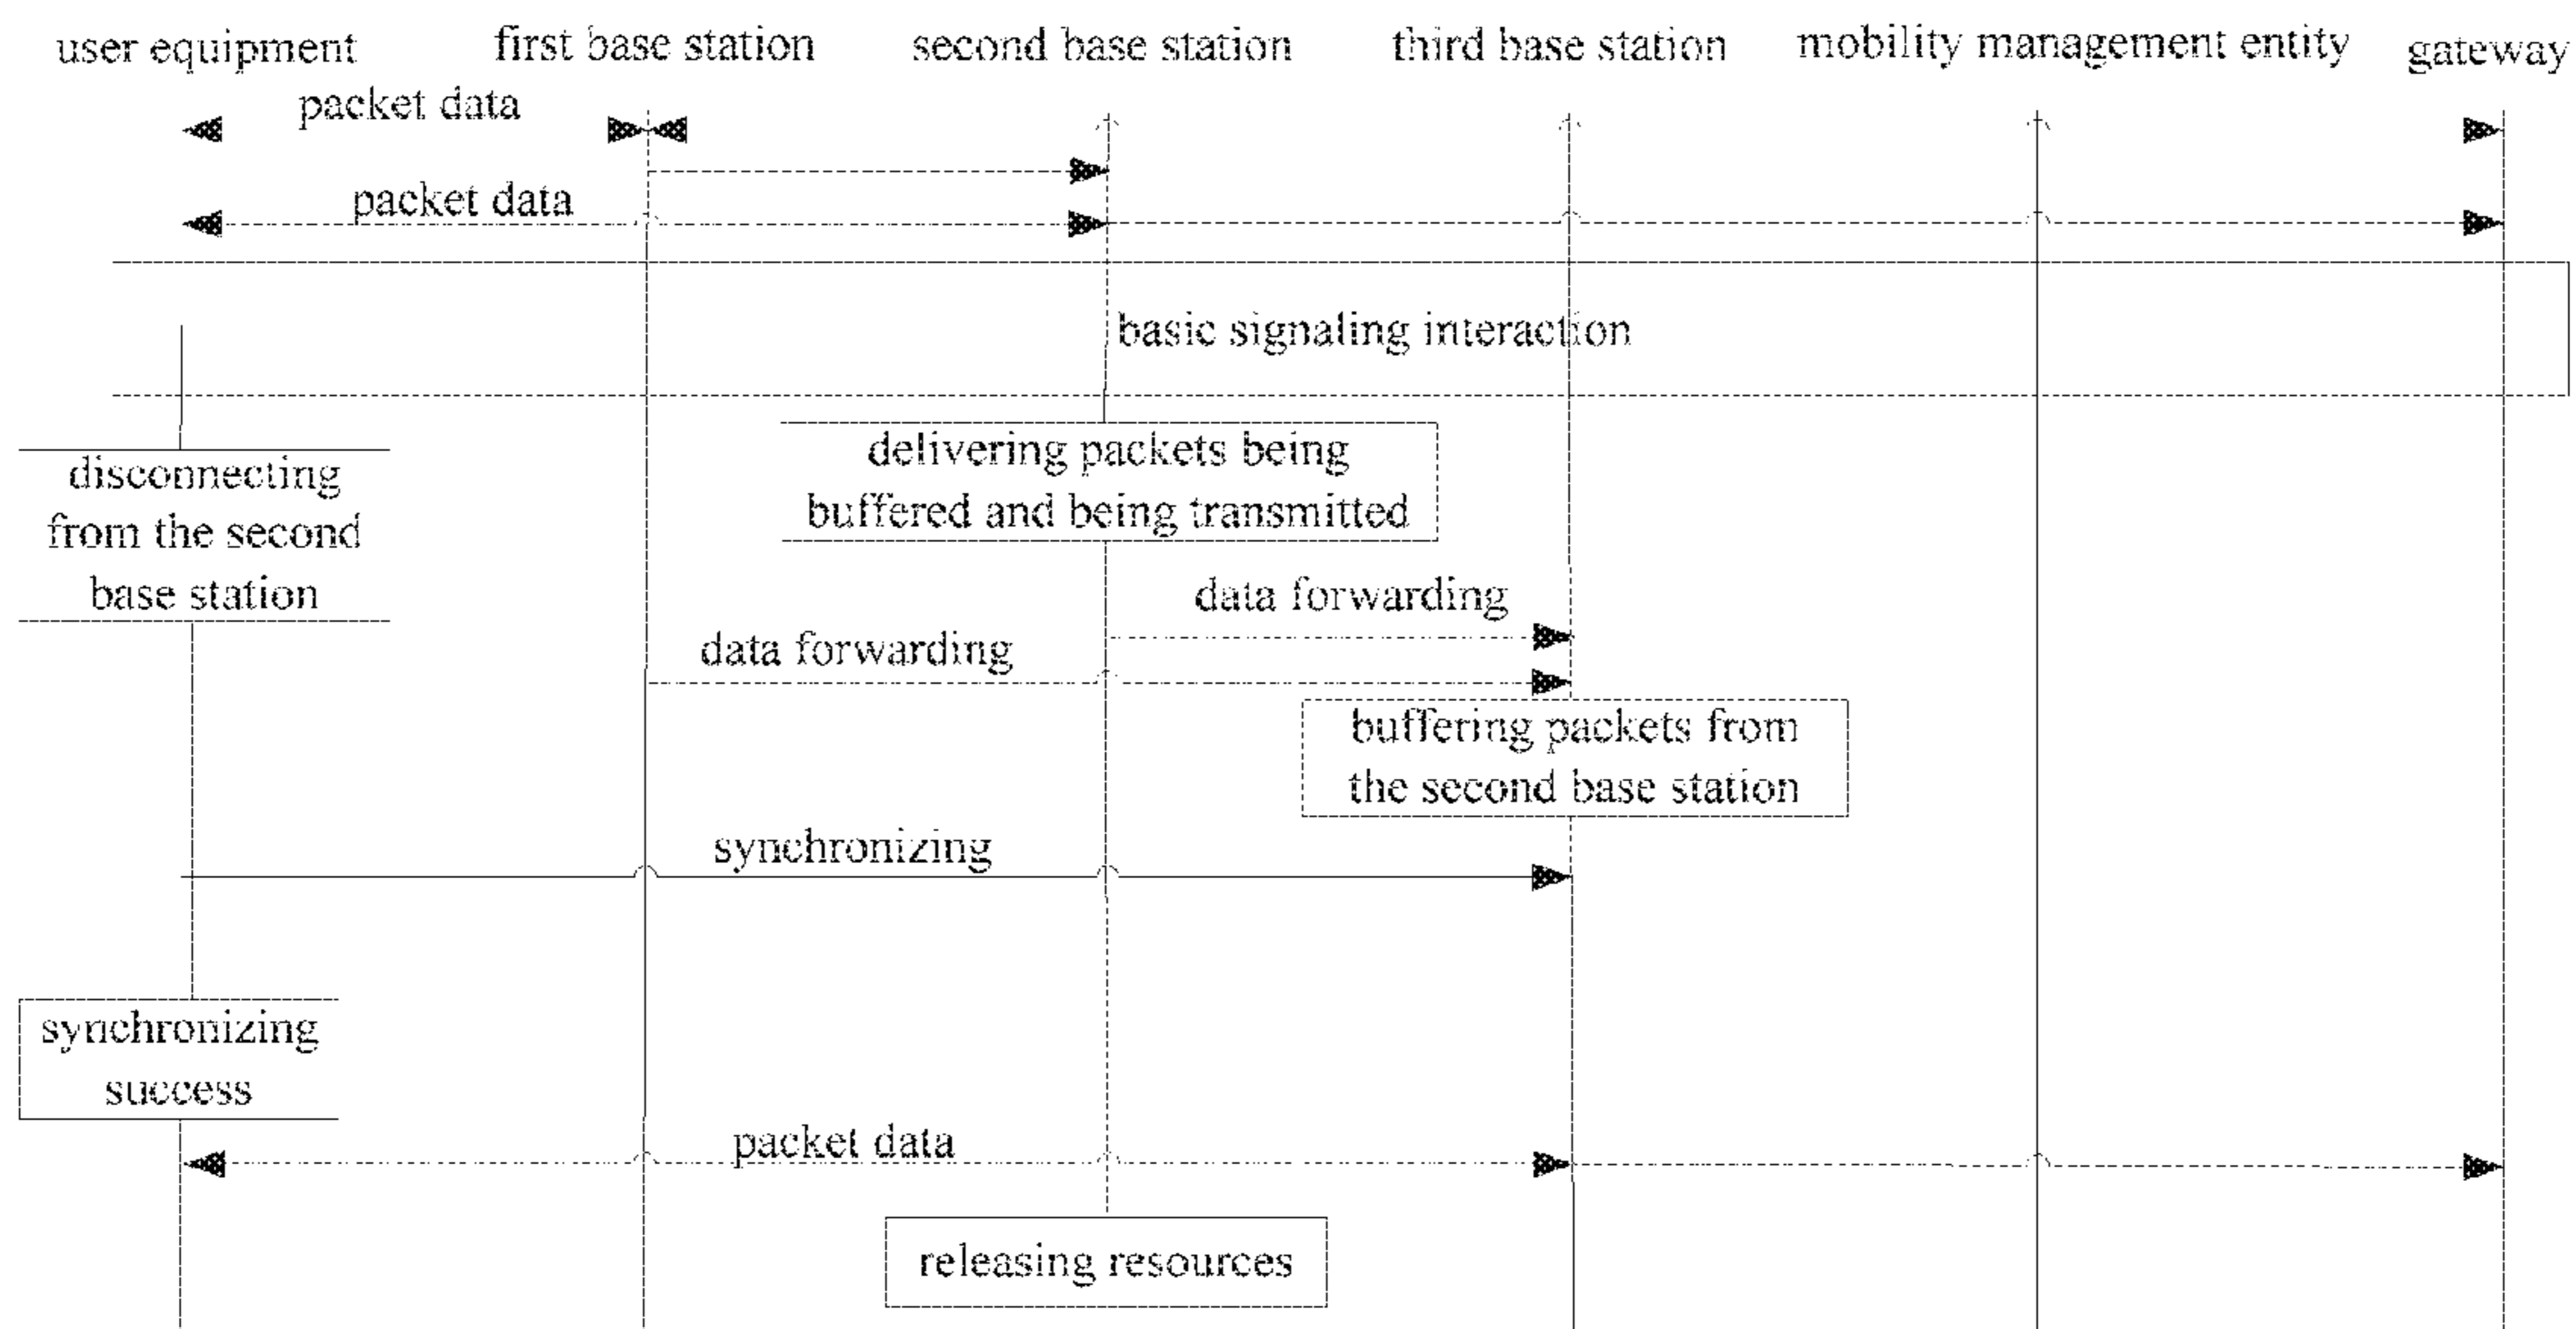 user equipment
first base station
second base station
third base station
mobility management entity
gateway
packet data
packet data
basic signaling interaction
delivering packets being
buffered and being transmitted
disconnecting
from the second
base station
data forwarding
data forwarding
buffering packets from
the second base station
synchronizing
synchronizing
success
packet data
releasing resources